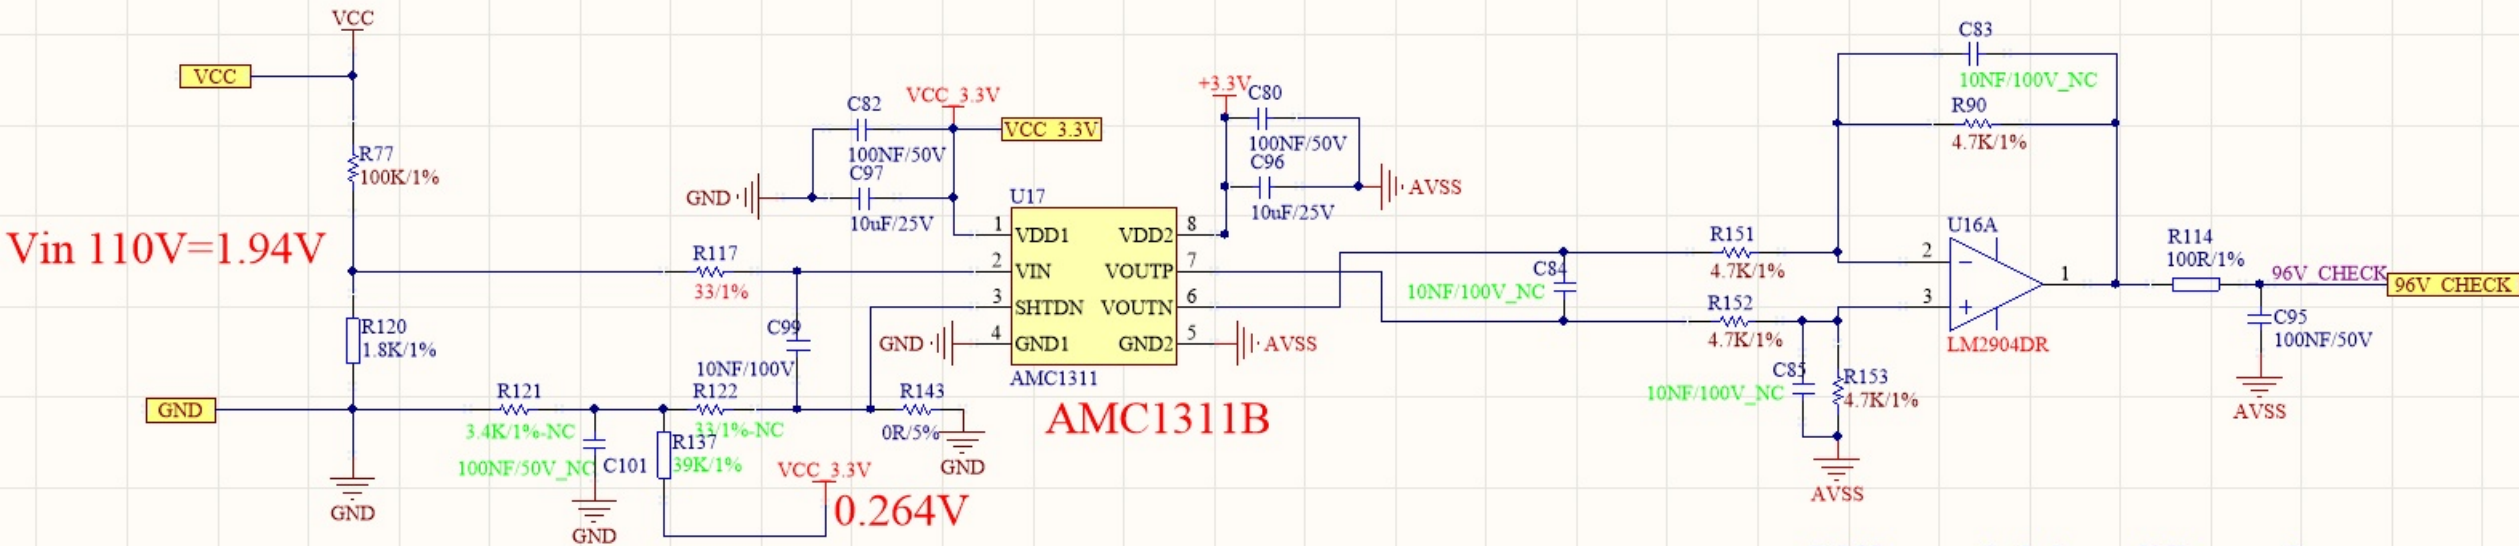 VCC
VCC
R77
100K/1%
Vin 110V=1.94V
R120
1.8K/1%
GND
GND
R121
3.4K/1%-NC
100NF/50V_NC
C101
GND
R137
39K/1%
R122
33/1%-NC
VCC_3.3V
0.264V
R117
33/1%
C99
10NF/100V
R143
0R/5%
GND
C82
100NF/50V
C97
10uF/25V
GND
VCC_3.3V
VCC_3.3V
U17
1
VDD1
2
VIN
3
SHTDN
4
GND1
GND
VDD2
8
VOUTP
7
VOUTN
6
GND2
5
AVSS
AMC1311
AMC1311B
+3.3V
C80
100NF/50V
C96
10uF/25V
AVSS
C84
10NF/100V_NC
R151
4.7K/1%
R152
4.7K/1%
C85
10NF/100V_NC
R153
4.7K/1%
AVSS
C83
10NF/100V_NC
R90
4.7K/1%
U16A
2
3
1
LM2904DR
R114
100R/1%
96V_CHECK
96V_CHECK
C95
100NF/50V
AVSS